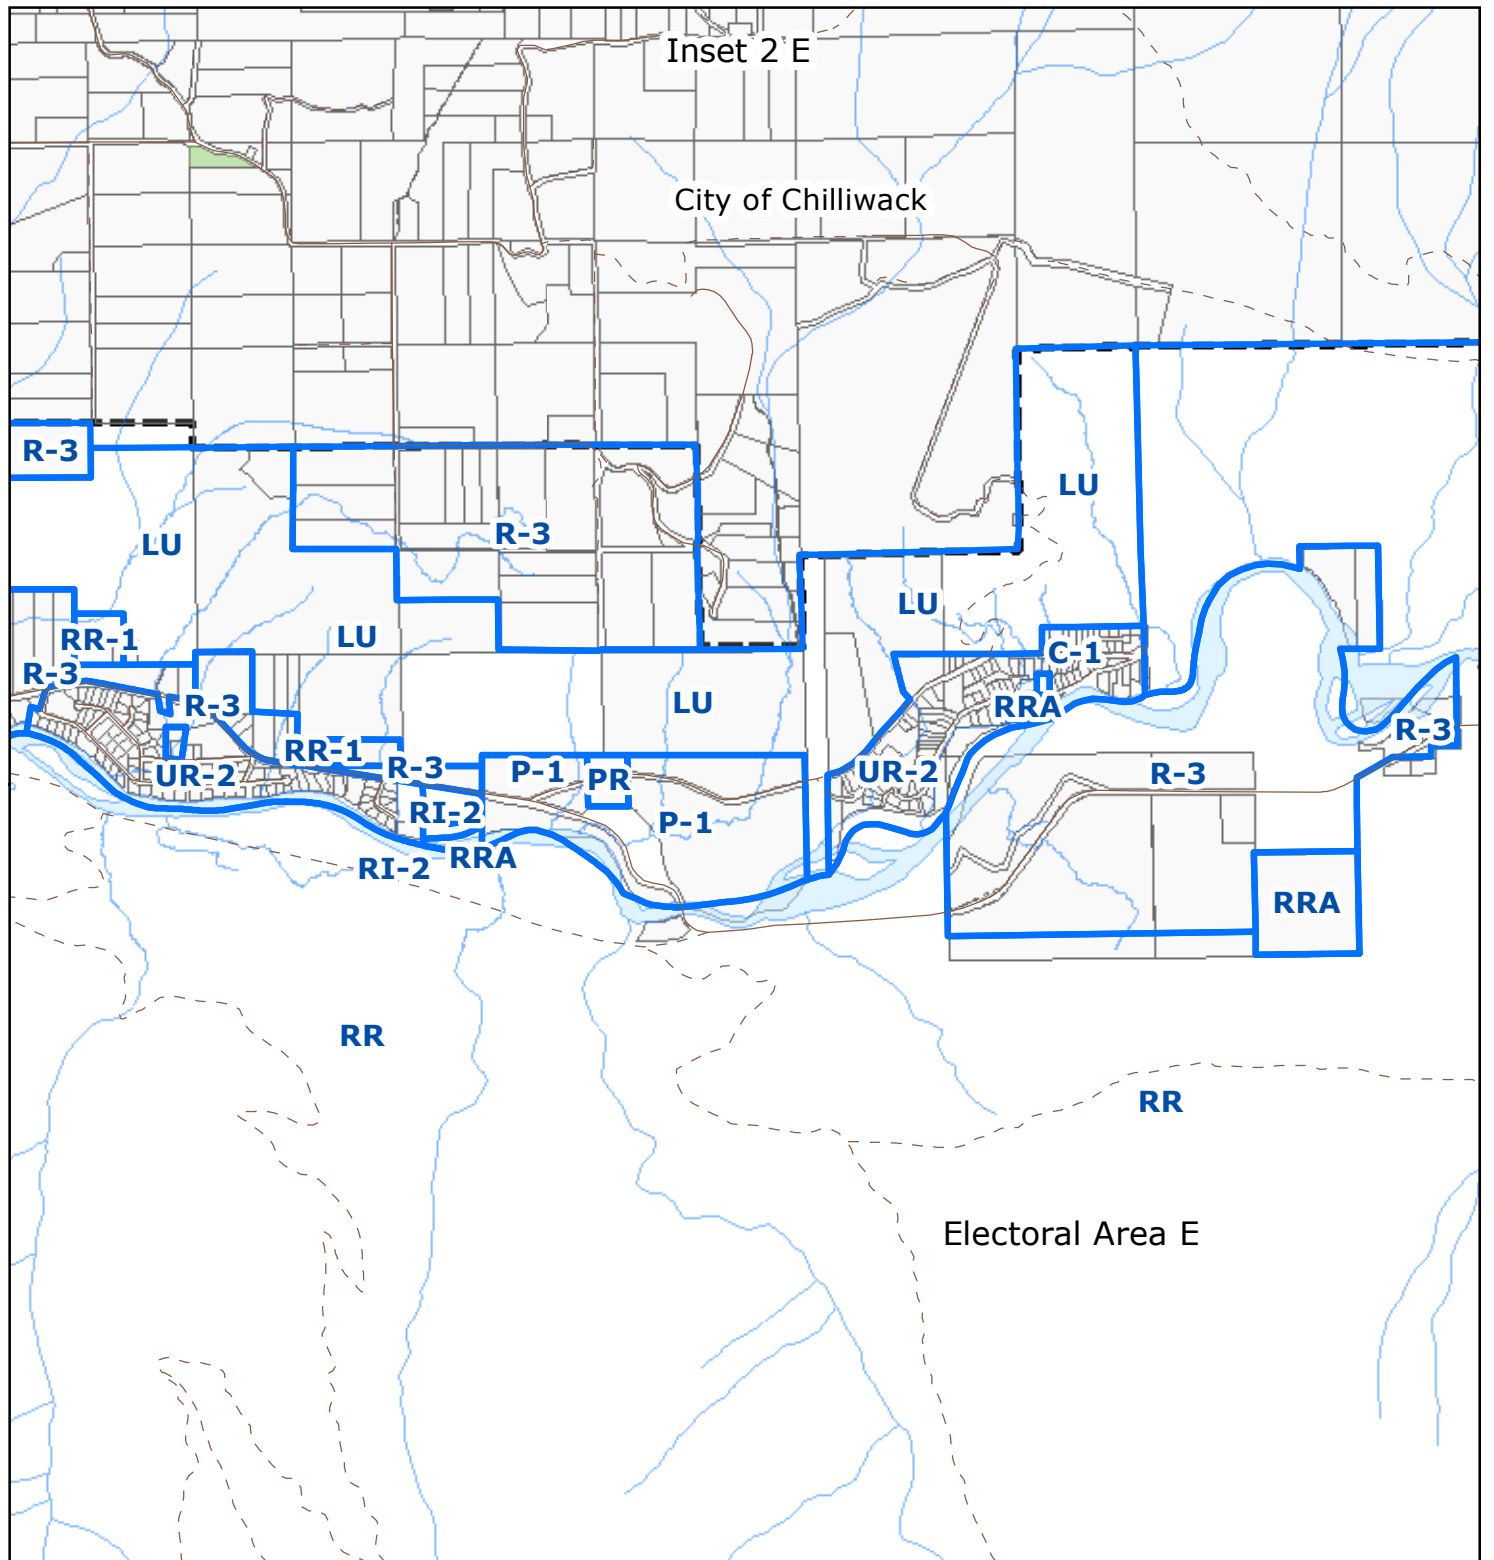 Inset 2 E
City of Chilliwack
R-3
LU
R-3
LU
LU
RR-1
LU
C-1
R-3
R-3
LU
RRA
R-3
RR-1
R-3
P-1
PR
UR-2
R-3
UR-2
RI-2
P-1
RI-2
RRA
RRA
RR
RR
Electoral Area E